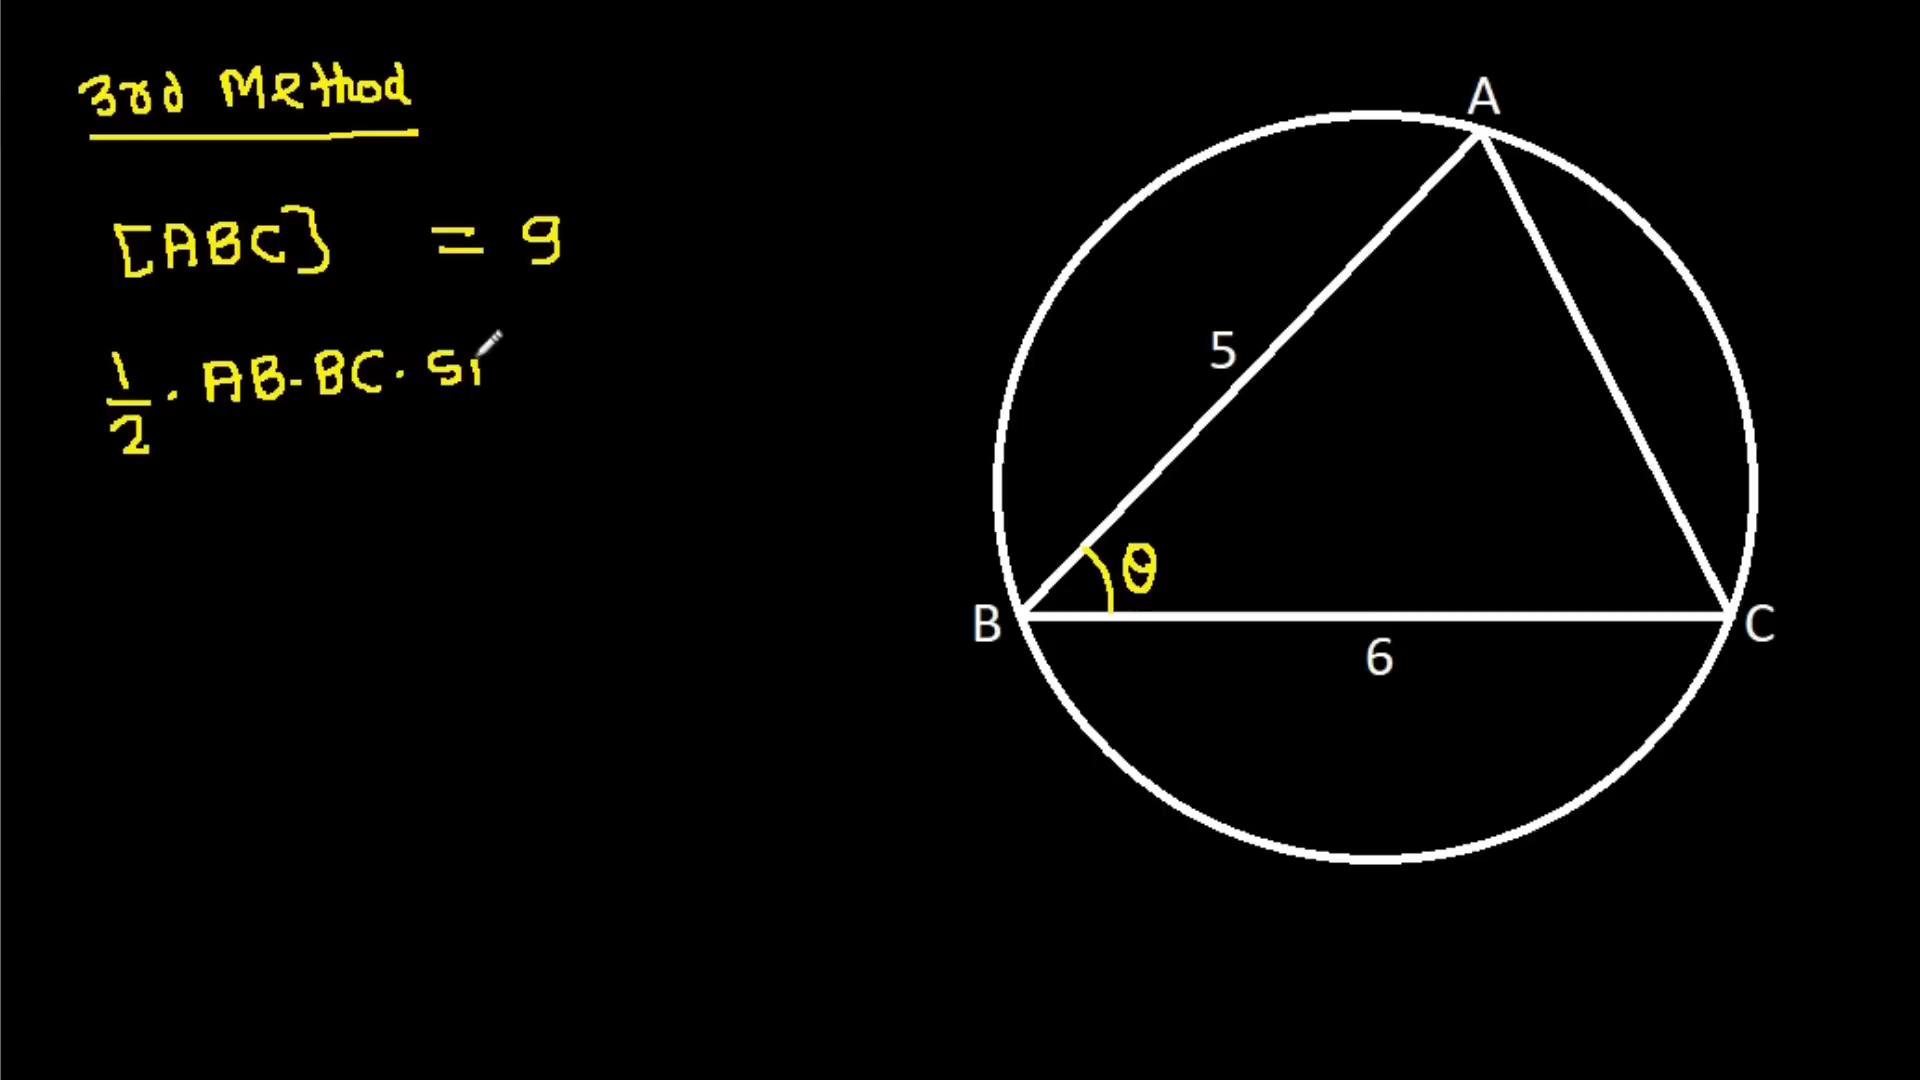 3rd Method
[ABC} = 9
1/2 . AB.BC. Si
A
5
θ
B
C
6